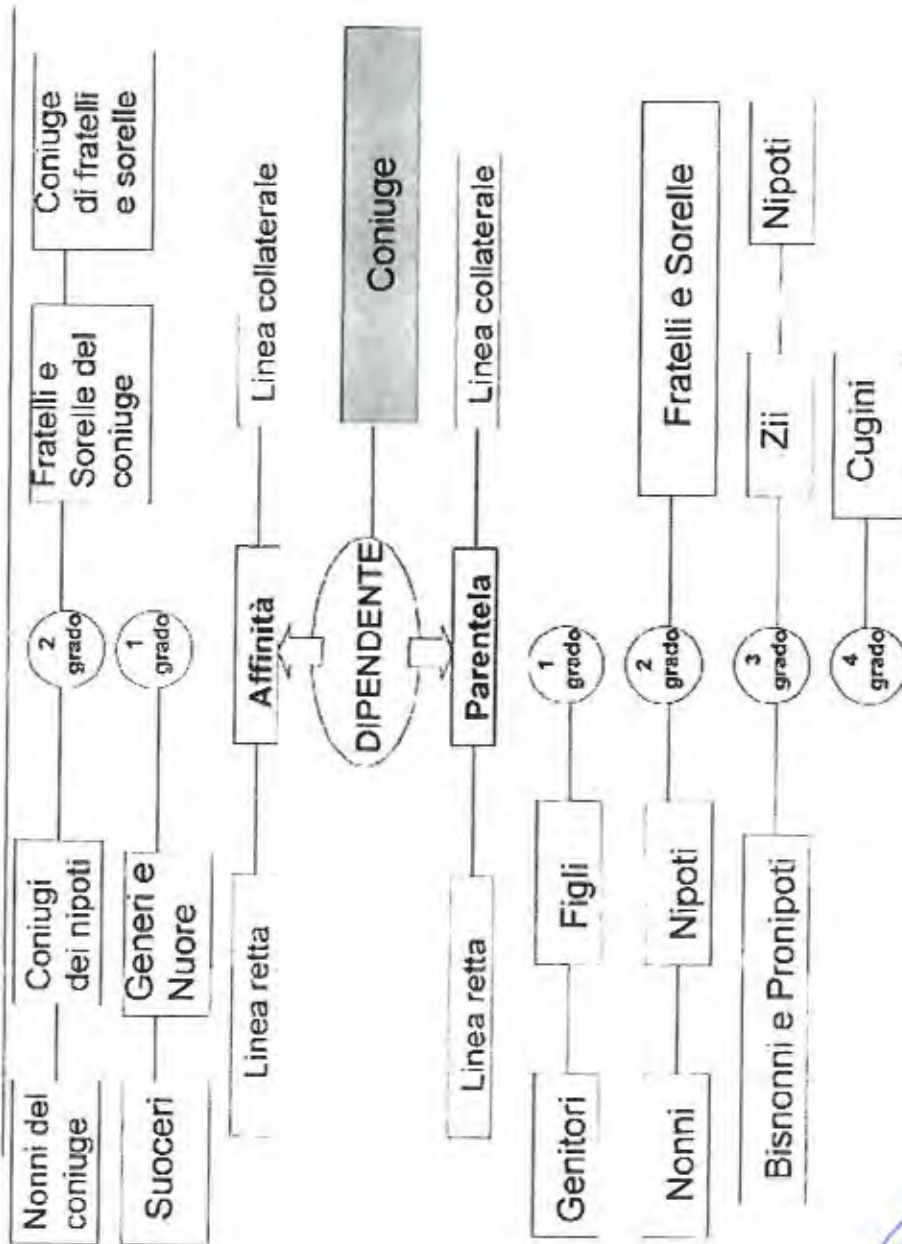 Nonni del
coniuge
Coniugi
dei nipoti
2
grado
Fratelli e
Sorelle del
coniuge
Coniuge
di fratelli
e sorelle
Suoceri
Generi e
Nuore
1
grado
Linea retta
Affinità
Linea collaterale
DIPENDENTE
Coniuge
Linea retta
Parentela
Linea collaterale
Genitori
Figli
1
grado
Nonni
Nipoti
2
grado
Fratelli e Sorelle
Bisnonni e Pronipoti
3
grado
Zii
Nipoti
4
grado
Cugini